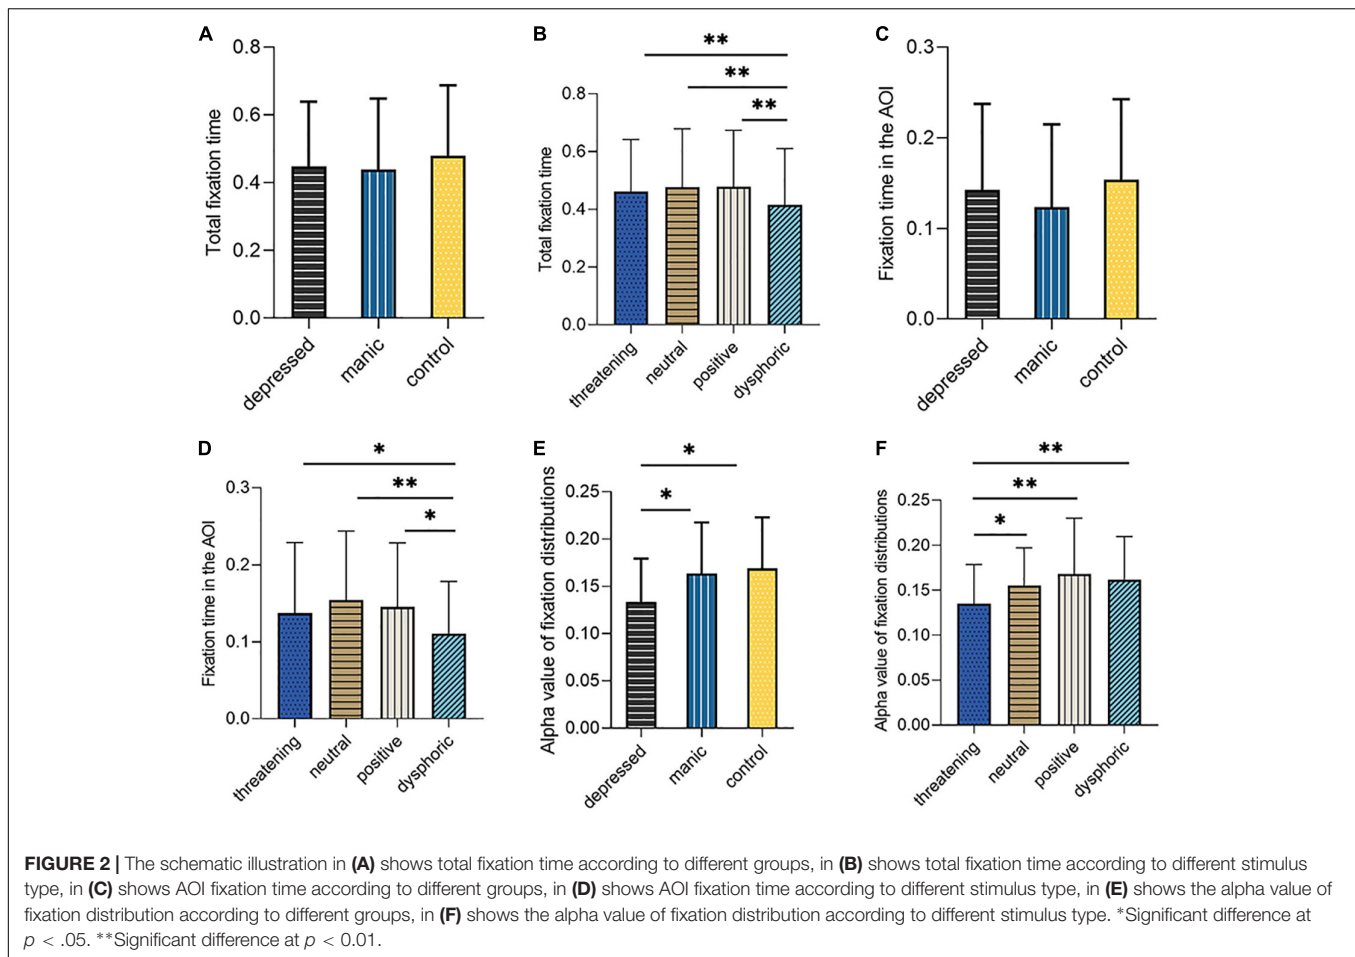 A
Total fixation time
0.8
0.6
0.4
0.2
0.0
depressed
manic
control
B
**
**
**
Total fixation time
0.8
0.6
0.4
0.2
0.0
threatening
neutral
positive
dysphoric
C
Fixation time in the AOI
0.3
0.2
0.1
0.0
depressed
manic
control
D
*
**
*
Fixation time in the AOI
0.3
0.2
0.1
0.0
threatening
neutral
positive
dysphoric
E
*
*
Alpha value of fixation distributions
0.25
0.20
0.15
0.10
0.05
0.00
depressed
manic
control
F
**
**
*
Alpha value of fixation distributions
0.25
0.20
0.15
0.10
0.05
0.00
threatening
neutral
positive
dysphoric
FIGURE 2 | The schematic illustration in (A) shows total fixation time according to different groups, in (B) shows total fixation time according to different stimulus
type, in (C) shows AOI fixation time according to different groups, in (D) shows AOI fixation time according to different stimulus type, in (E) shows the alpha value of
fixation distribution according to different groups, in (F) shows the alpha value of fixation distribution according to different stimulus type. *Significant difference at
p < .05. **Significant difference at p < 0.01.